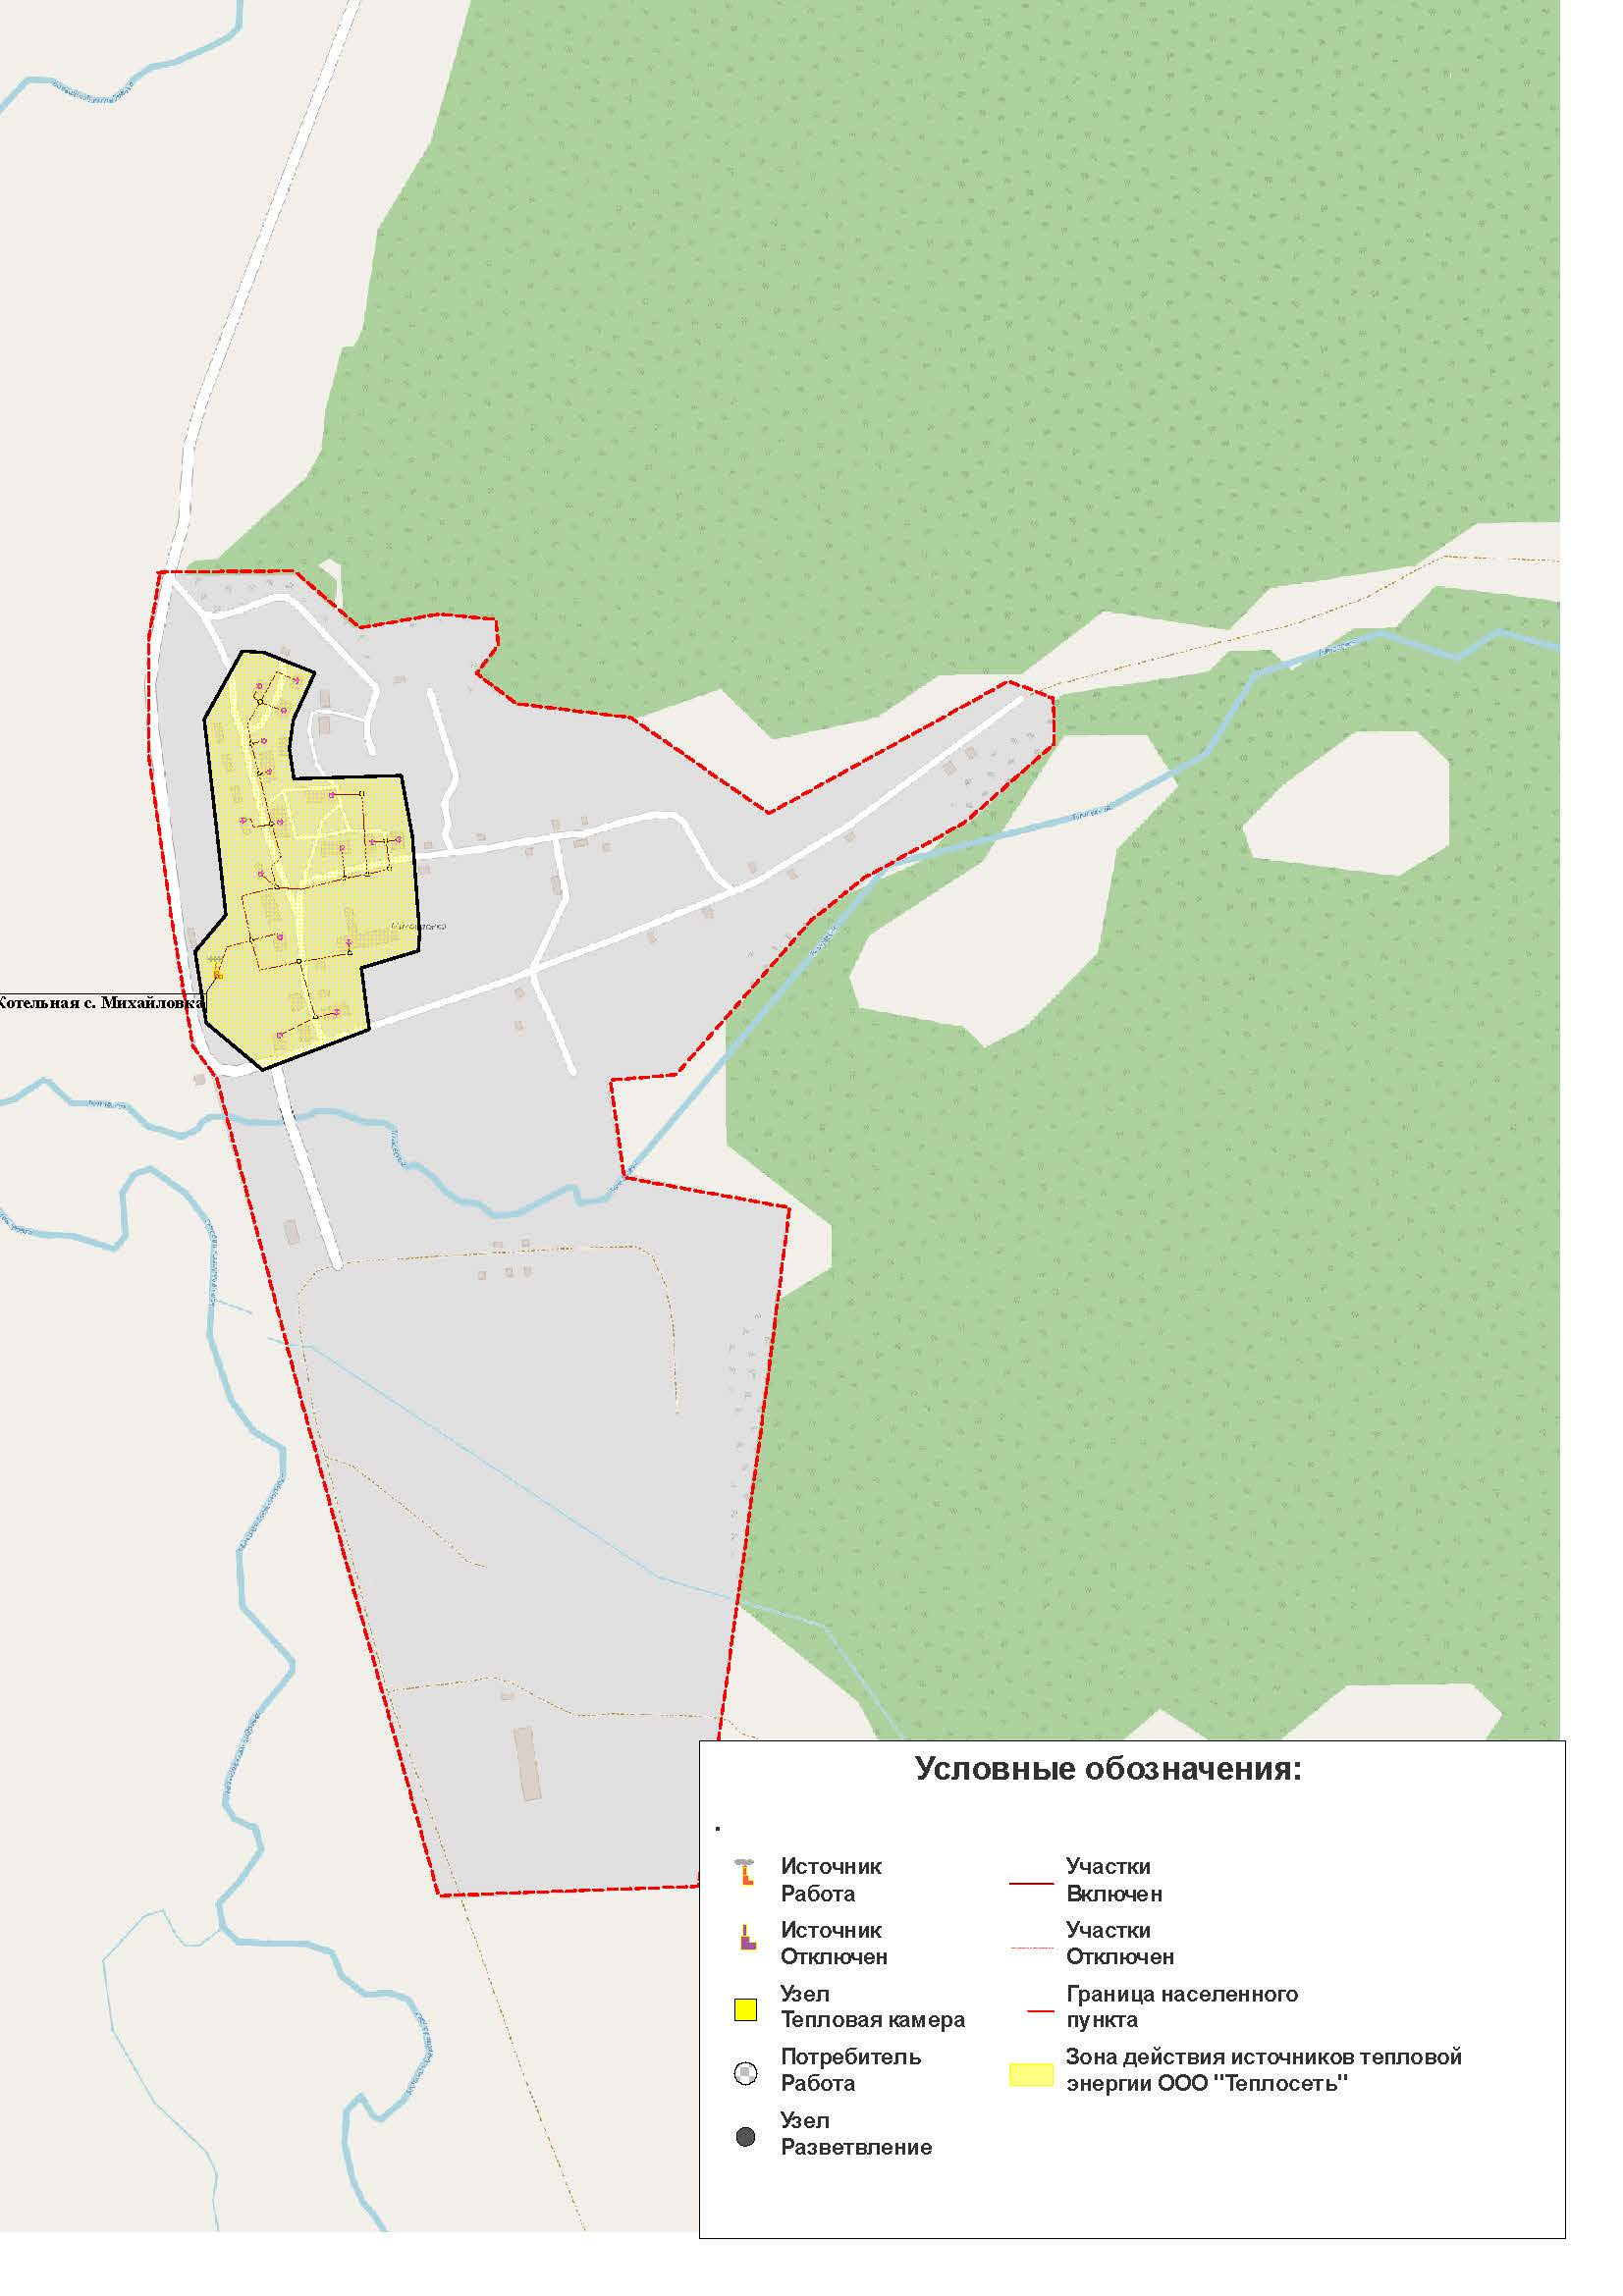 Котельная с. Михайловка
Условные обозначения:
.
Источник
Работа
Источник
Отключен
Узел
Тепловая камера
Потребитель
Работа
Узел
Разветвление
Участки
Включен
Участки
Отключен
Граница населенного
пункта
Зона действия источников тепловой
энергии ООО "Теплосеть"